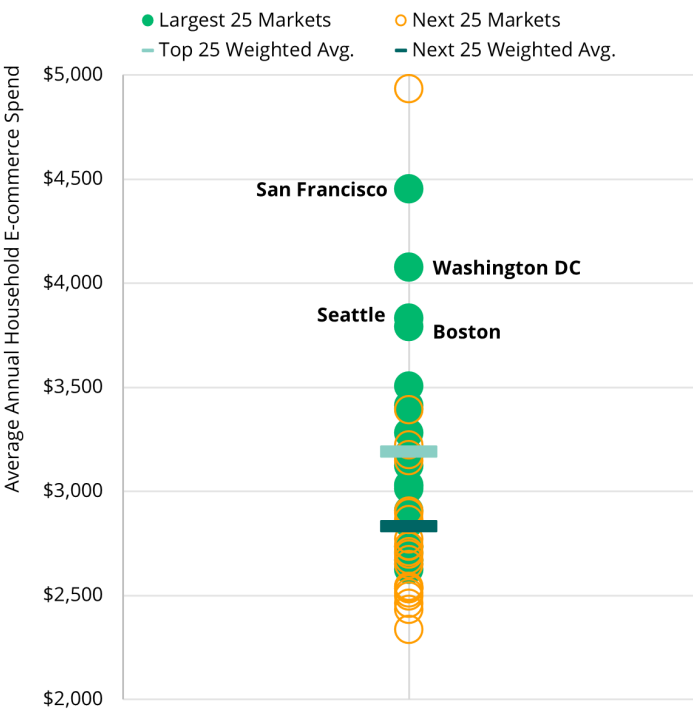 Largest 25 Markets
Next 25 Markets
Top 25 Weighted Avg.
Next 25 Weighted Avg.
Average Annual Household E-commerce Spend
$5,000
$4,500
$4,000
$3,500
$3,000
$2,500
$2,000
San Francisco
Washington DC
Seattle
Boston